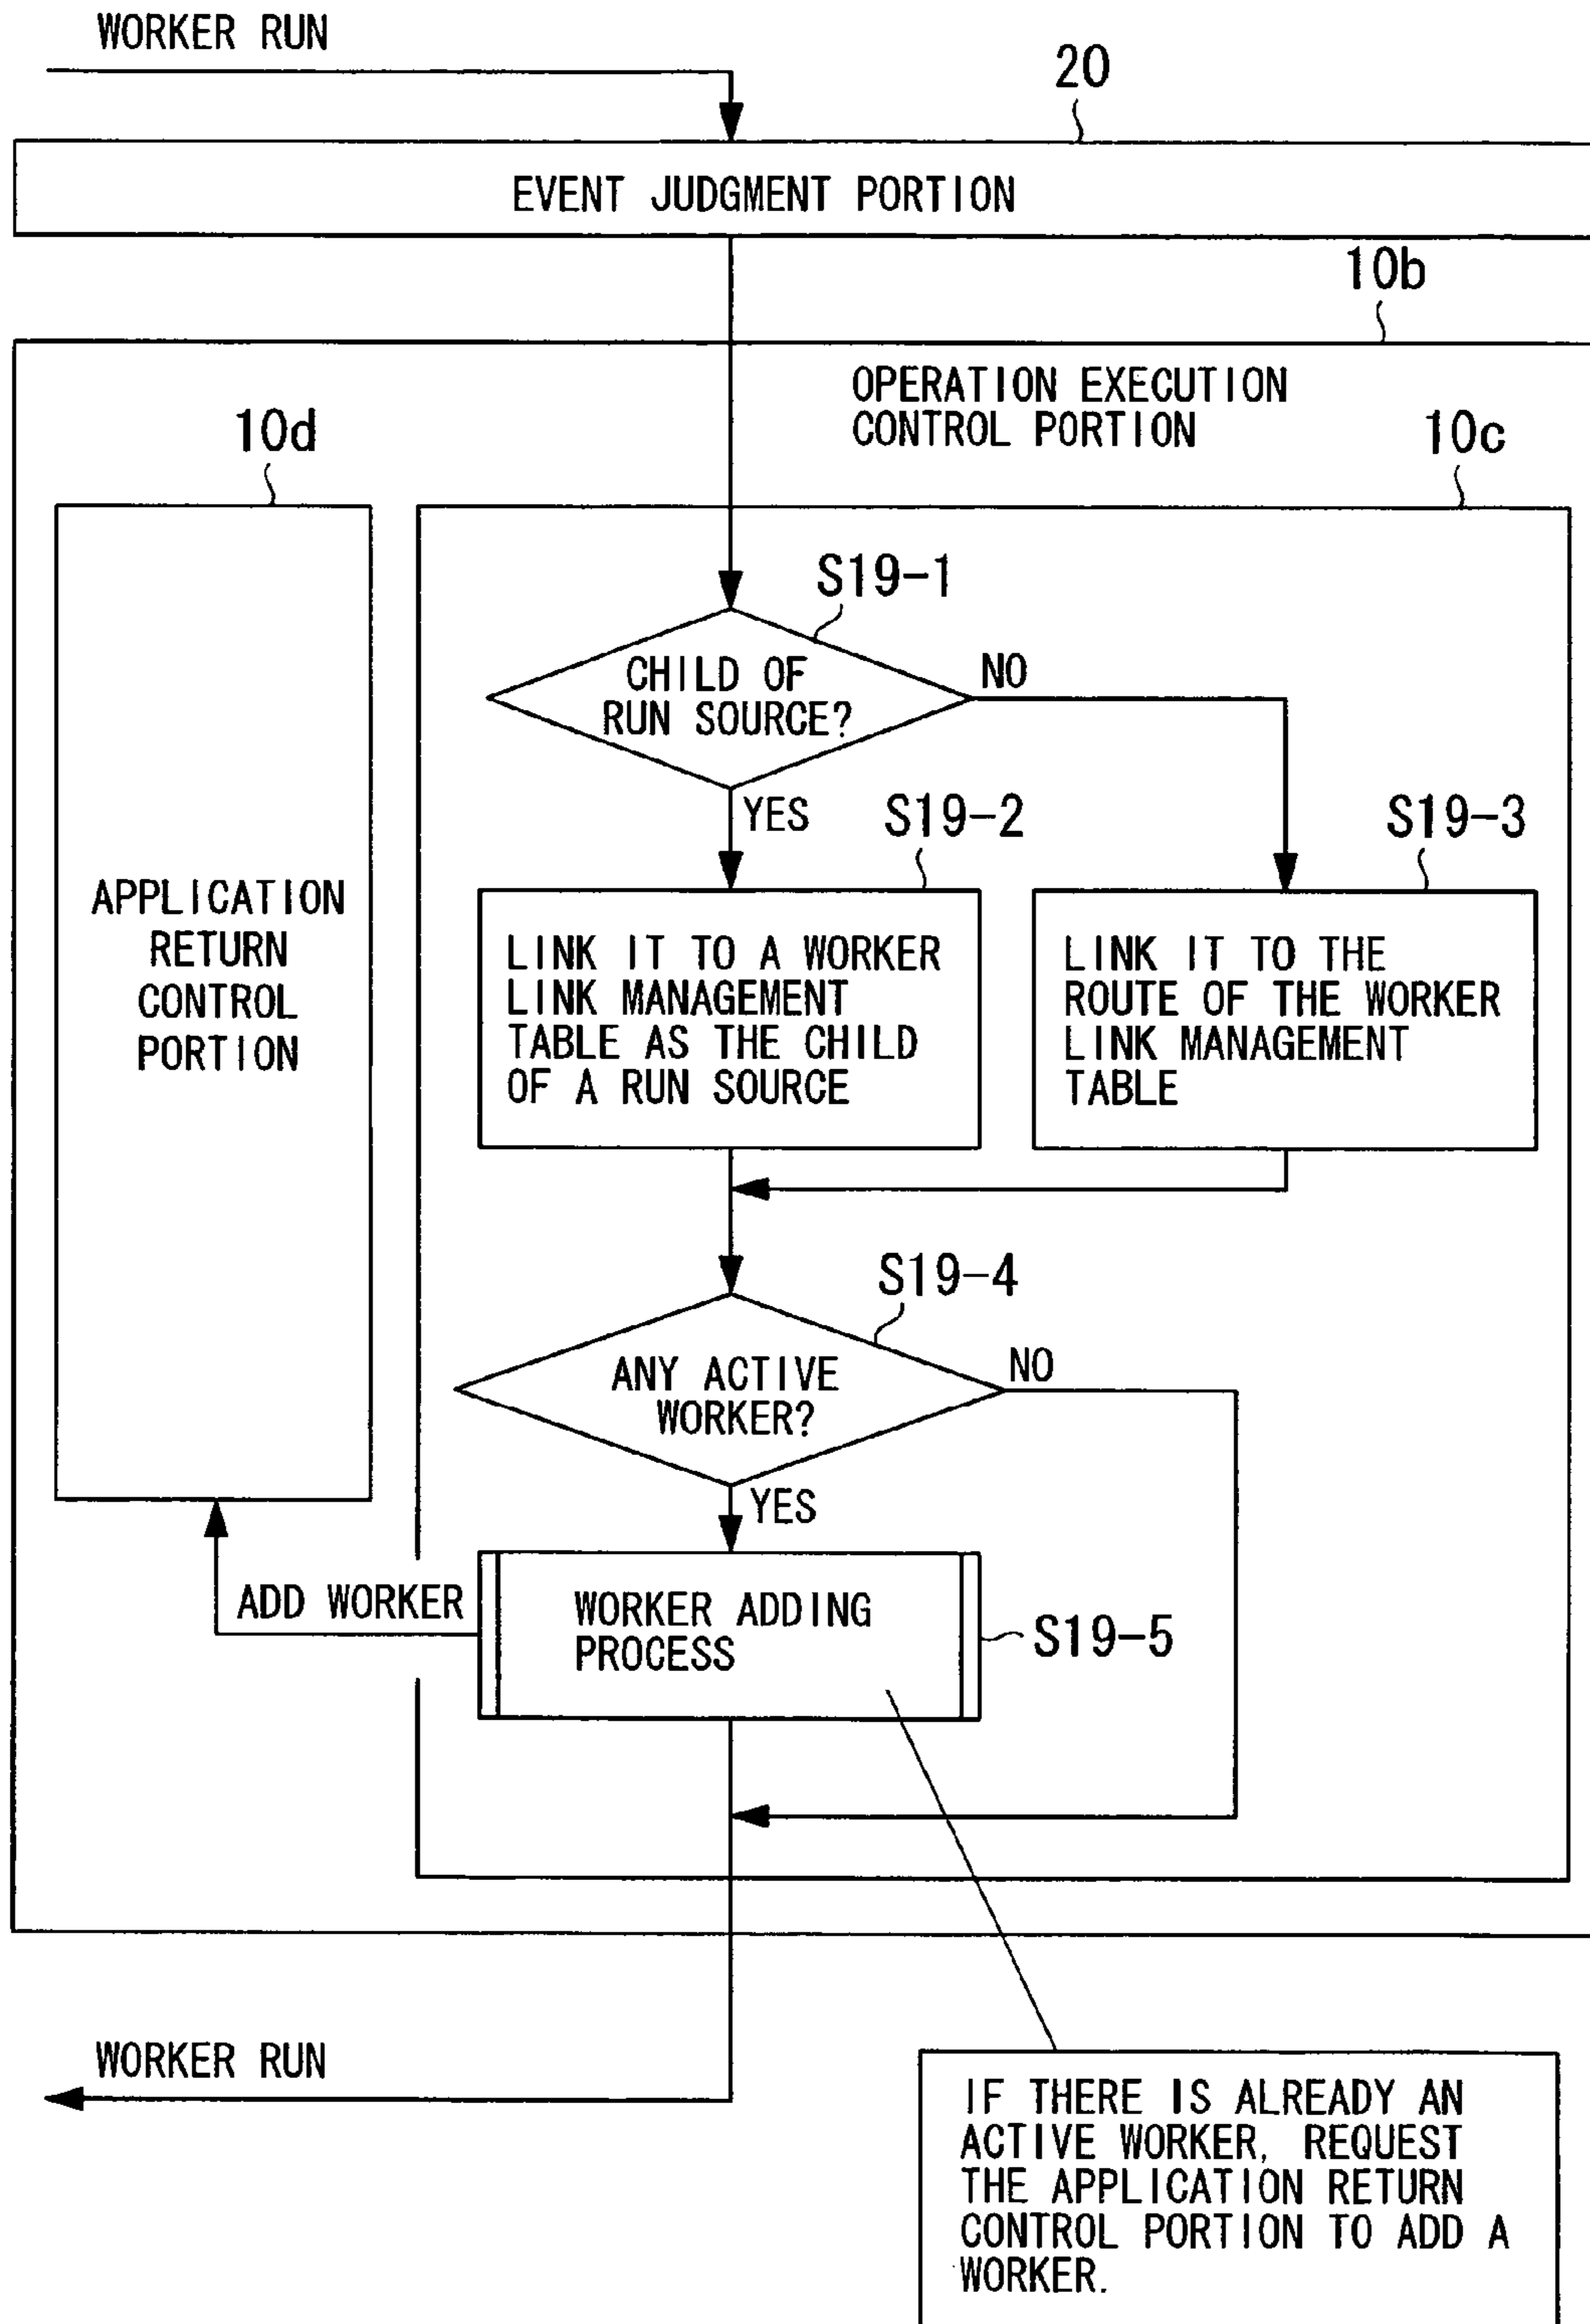 WORKER RUN
20
EVENT JUDGMENT PORTION
10b
OPERATION EXECUTION
CONTROL PORTION
10d
10c
S19-1
CHILD OF
RUN SOURCE?
NO
YES
S19-2
S19-3
APPLICATION
RETURN
CONTROL
PORTION
LINK IT TO A WORKER
LINK MANAGEMENT
TABLE AS THE CHILD
OF A RUN SOURCE
LINK IT TO THE
ROUTE OF THE WORKER
LINK MANAGEMENT
TABLE
S19-4
ANY ACTIVE
WORKER?
NO
YES
ADD WORKER
WORKER ADDING
PROCESS
S19-5
WORKER RUN
IF THERE IS ALREADY AN
ACTIVE WORKER, REQUEST
THE APPLICATION RETURN
CONTROL PORTION TO ADD A
WORKER.